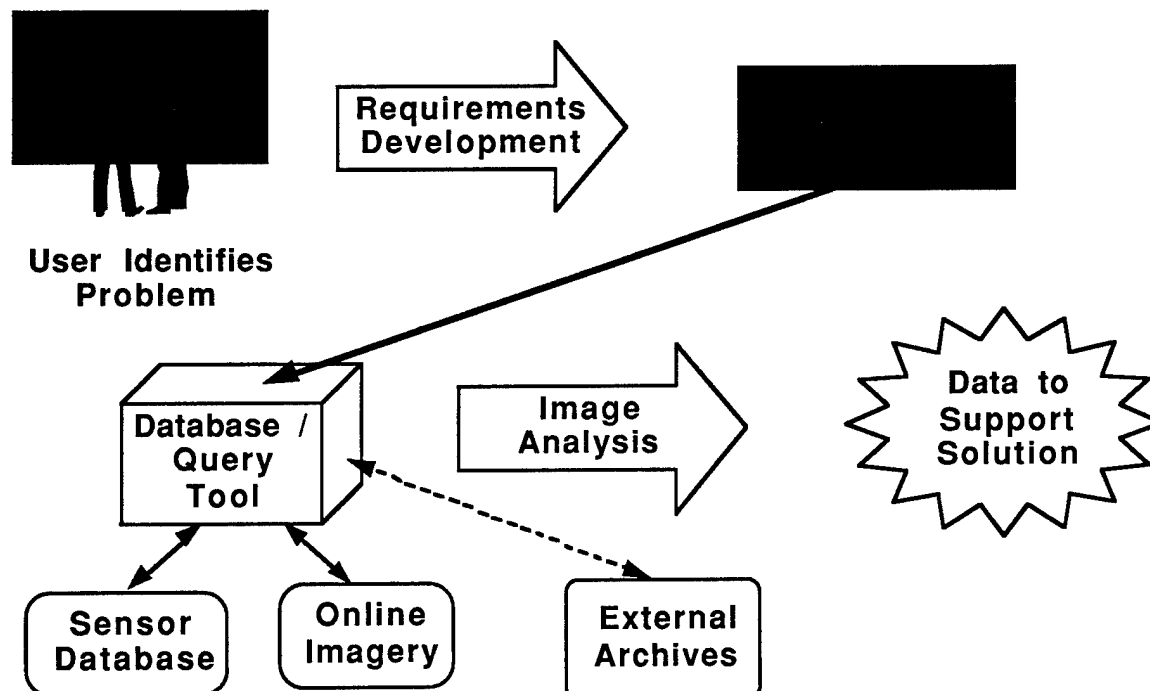 Requirements
Development
User Identifies
Problem
Database /
Query
Tool
Image
Analysis
Data to
Support
Solution
Sensor
Database
Online
Imagery
External
Archives